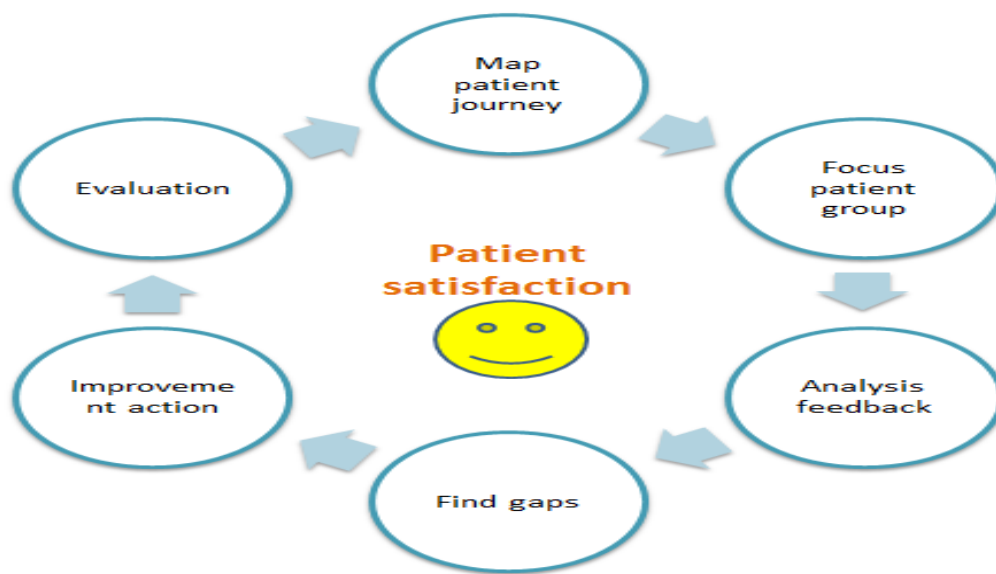 Map
patient
journey
Focus
patient
group
Analysis
feedback
Find gaps
Improveme
nt action
Evaluation
Patient
satisfaction